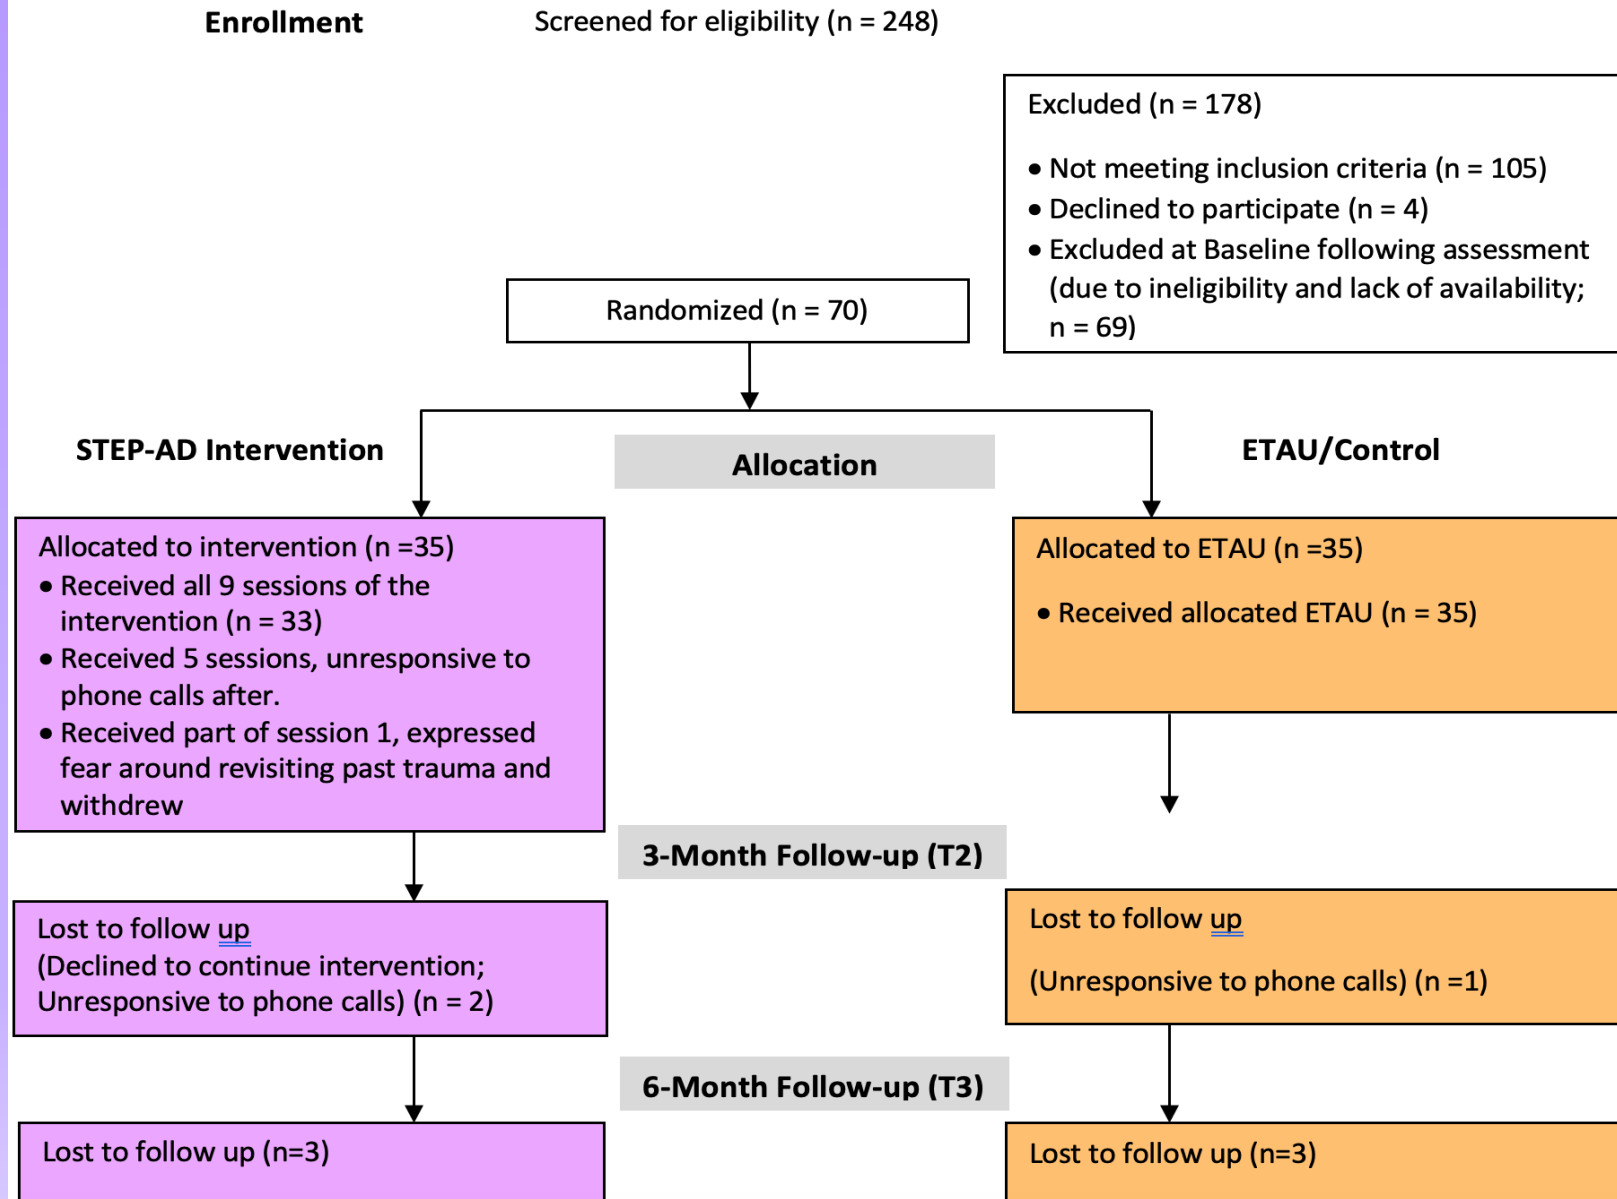 Enrollment
Screened for eligibility (n = 248)
Excluded (n = 178)
• Not meeting inclusion criteria (n = 105)
• Declined to participate (n = 4)
• Excluded at Baseline following assessment
(due to ineligibility and lack of availability;
n = 69)
Randomized (n = 70)
STEP-AD Intervention
Allocation
ETAU/Control
Allocated to intervention (n =35)
• Received all 9 sessions of the
intervention (n = 33)
• Received 5 sessions, unresponsive to
phone calls after.
• Received part of session 1, expressed
fear around revisiting past trauma and
withdrew
Allocated to ETAU (n =35)
• Received allocated ETAU (n = 35)
3-Month Follow-up (T2)
Lost to follow up
(Declined to continue intervention;
Unresponsive to phone calls) (n = 2)
Lost to follow up
(Unresponsive to phone calls) (n =1)
6-Month Follow-up (T3)
Lost to follow up (n=3)
Lost to follow up (n=3)